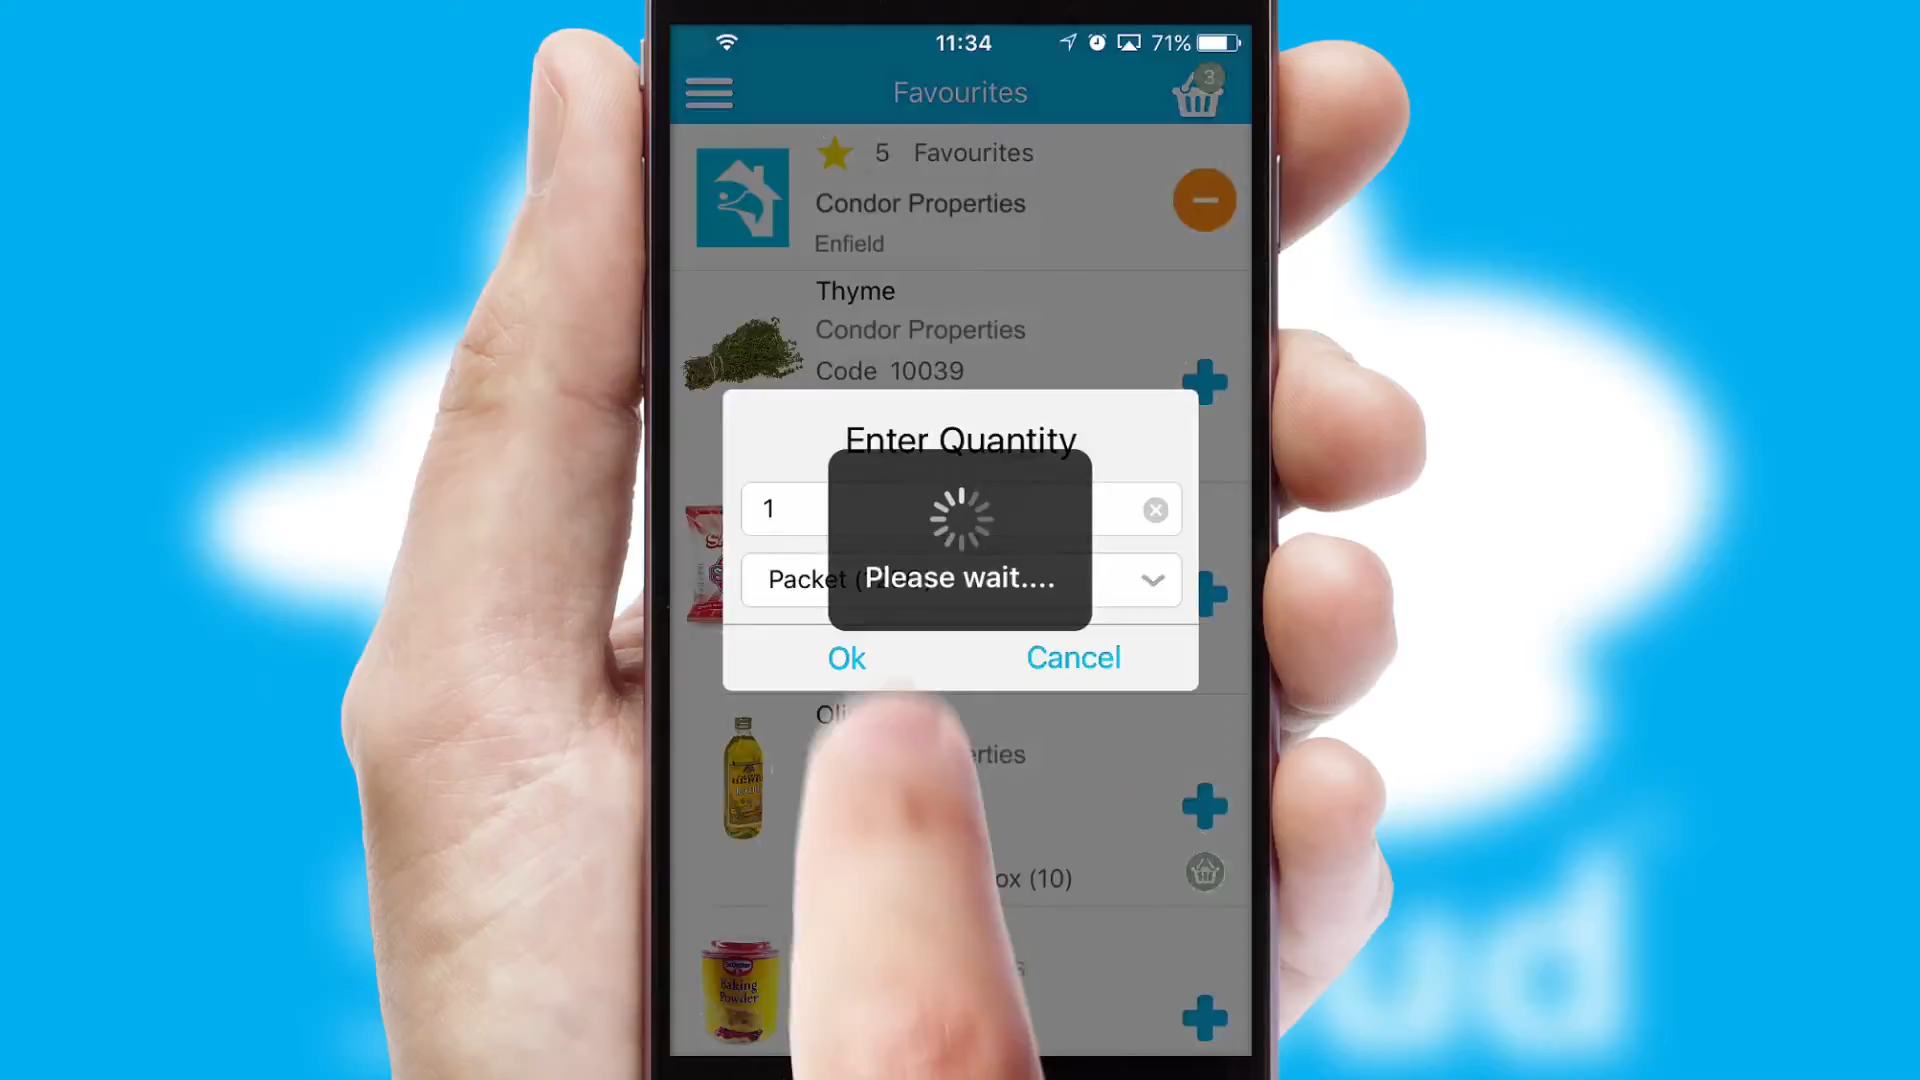 11:34
71%
Favourites
3
5 Favourites
Condor Properties
Enfield
Thyme
Condor Properties
Code 10039
Enter Quantity
1
Packet
Please wait....
Ok
Cancel
ox (10)
Baking
Powder
ud